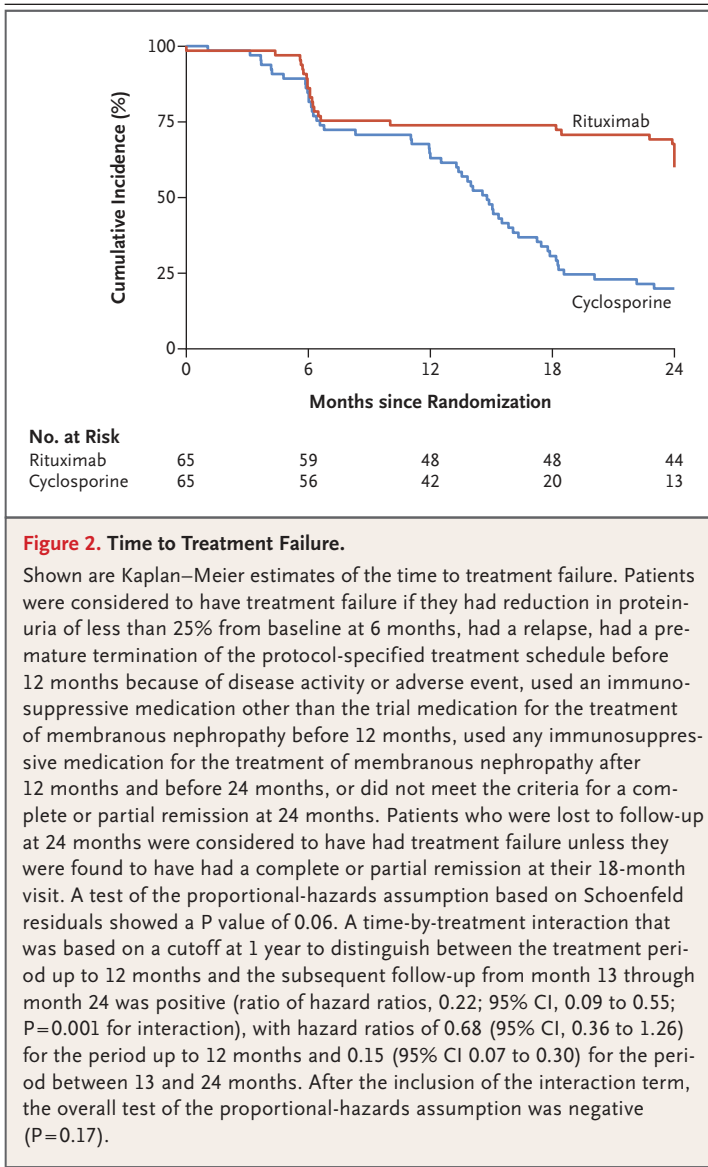 100
75
50
25
0
Cumulative Incidence (%)
Rituximab
Cyclosporine
0 6 12 18 24
Months since Randomization
No. at Risk
Rituximab 65 59 48 48 44
Cyclosporine 65 56 42 20 13
Figure 2. Time to Treatment Failure.
Shown are Kaplan–Meier estimates of the time to treatment failure. Patients
were considered to have treatment failure if they had reduction in protein-
uria of less than 25% from baseline at 6 months, had a relapse, had a pre-
mature termination of the protocol-specified treatment schedule before
12 months because of disease activity or adverse event, used an immuno-
suppressive medication other than the trial medication for the treatment
of membranous nephropathy before 12 months, used any immunosuppres-
sive medication for the treatment of membranous nephropathy after
12 months and before 24 months, or did not meet the criteria for a com-
plete or partial remission at 24 months. Patients who were lost to follow-up
at 24 months were considered to have had treatment failure unless they
were found to have had a complete or partial remission at their 18-month
visit. A test of the proportional-hazards assumption based on Schoenfeld
residuals showed a P value of 0.06. A time-by-treatment interaction that
was based on a cutoff at 1 year to distinguish between the treatment peri-
od up to 12 months and the subsequent follow-up from month 13 through
month 24 was positive (ratio of hazard ratios, 0.22; 95% CI, 0.09 to 0.55;
P=0.001 for interaction), with hazard ratios of 0.68 (95% CI, 0.36 to 1.26)
for the period up to 12 months and 0.15 (95% CI 0.07 to 0.30) for the peri-
od between 13 and 24 months. After the inclusion of the interaction term,
the overall test of the proportional-hazards assumption was negative
(P=0.17).